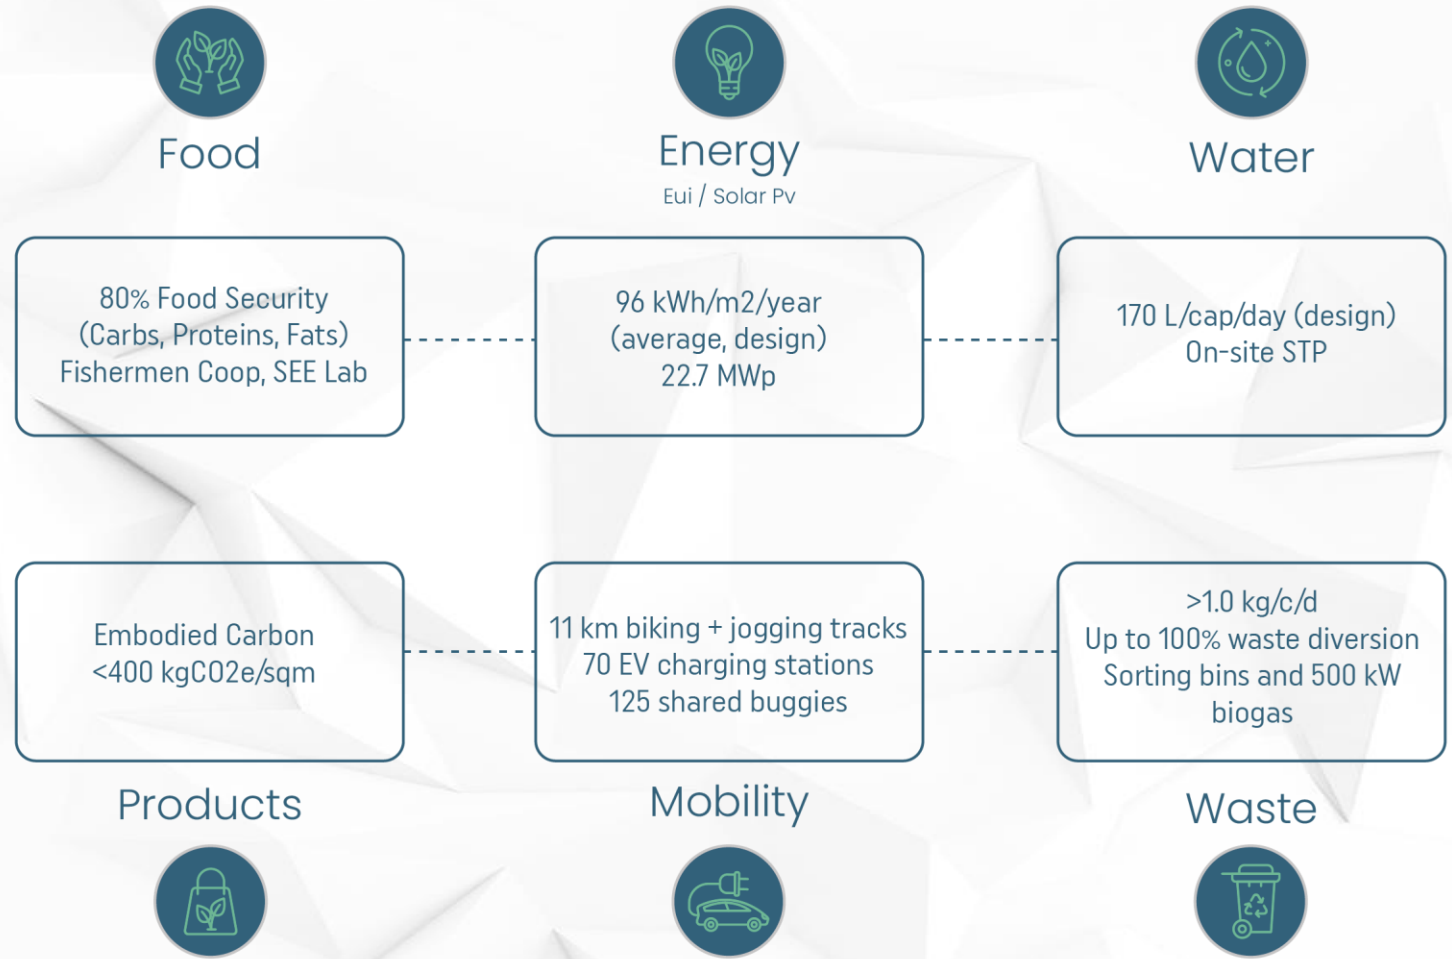 Food
Energy
Eui / Solar Pv
Water
80% Food Security
(Carbs, Proteins, Fats)
Fishermen Coop, SEE Lab
96 kWh/m2/year
(average, design)
22.7 MWp
170 L/cap/day (design)
On-site STP
Embodied Carbon
<400 kgCO2e/sqm
11 km biking + jogging tracks
70 EV charging stations
125 shared buggies
>1.0 kg/c/d
Up to 100% waste diversion
Sorting bins and 500 kW
biogas
Products
Mobility
Waste